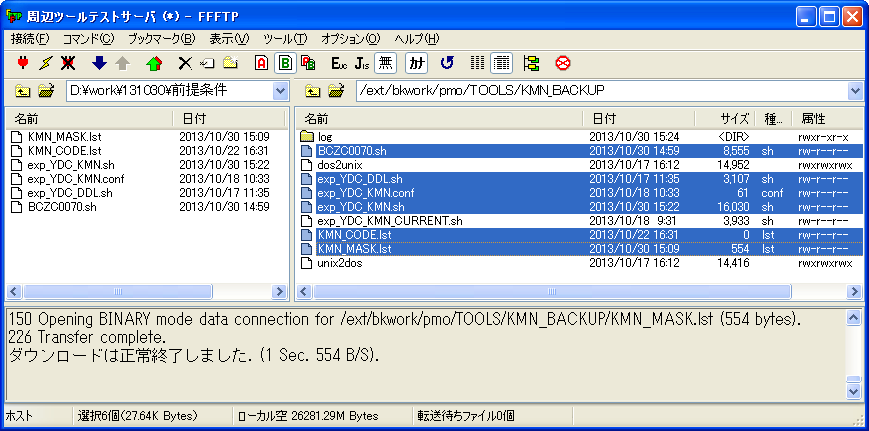 周辺ツールテストサーバ (*) - FFFTP
接続(F) コマンド(C) ブックマーク(B) 表示(V) ツール(T) オプション(O) ヘルプ(H)
A B EUC JIS 無 カナ
D:¥work¥131030¥前提条件 /ext/bkwork/pmo/TOOLS/KMN_BACKUP
名前 日付
KMN_MASK.lst 2013/10/30 15:09
KMN_CODE.lst 2013/10/22 16:31
exp_YDC_KMN.sh 2013/10/30 15:22
exp_YDC_KMN.conf 2013/10/18 10:33
exp_YDC_DDL.sh 2013/10/17 11:35
BCZC0070.sh 2013/10/30 14:59
名前 日付 サイズ 種... 属性
log 2013/10/30 15:24 <DIR> rwxr-xr-x
BCZC0070.sh 2013/10/30 14:59 8,555 sh rw-r--r--
dos2unix 2013/10/17 16:12 14,952 rwxrwxrwx
exp_YDC_DDL.sh 2013/10/17 11:35 3,107 sh rw-r--r--
exp_YDC_KMN.conf 2013/10/18 10:33 61 conf rw-r--r--
exp_YDC_KMN.sh 2013/10/30 15:22 16,030 sh rw-r--r--
exp_YDC_KMN_CURRENT.sh 2013/10/18 9:31 3,933 sh rw-r--r--
KMN_CODE.lst 2013/10/22 16:31 0 lst rw-r--r--
KMN_MASK.lst 2013/10/30 15:09 554 lst rw-r--r--
unix2dos 2013/10/17 16:12 14,416 rwxrwxrwx
150 Opening BINARY mode data connection for /ext/bkwork/pmo/TOOLS/KMN_BACKUP/KMN_MASK.lst (554 bytes).
226 Transfer complete.
ダウンロードは正常終了しました. (1 Sec. 554 B/S).
ホスト 選択6個(27.64K Bytes) ローカル空 26281.29M Bytes 転送待ちファイル0個